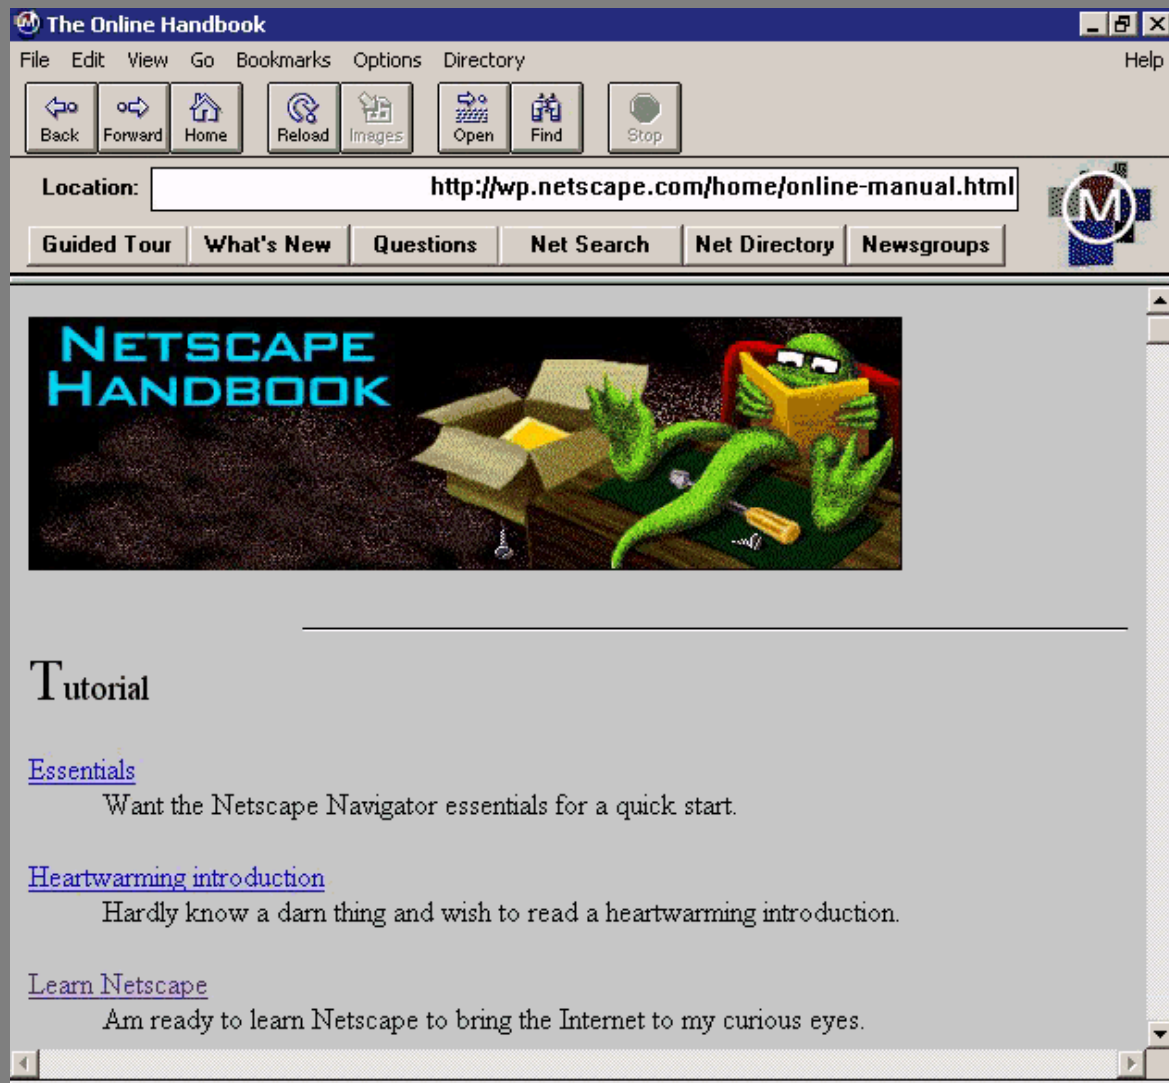 The Online Handbook
File Edit View Go Bookmarks Options Directory Help
Back Forward Home Reload Images Open Find Stop
Location: http://wp.netscape.com/home/online-manual.html
M
Guided Tour What's New Questions Net Search Net Directory Newsgroups
NETSCAPE
HANDBOOK
Tutorial
Essentials
Want the Netscape Navigator essentials for a quick start.
Heartwarming introduction
Hardly know a darn thing and wish to read a heartwarming introduction.
Learn Netscape
Am ready to learn Netscape to bring the Internet to my curious eyes.